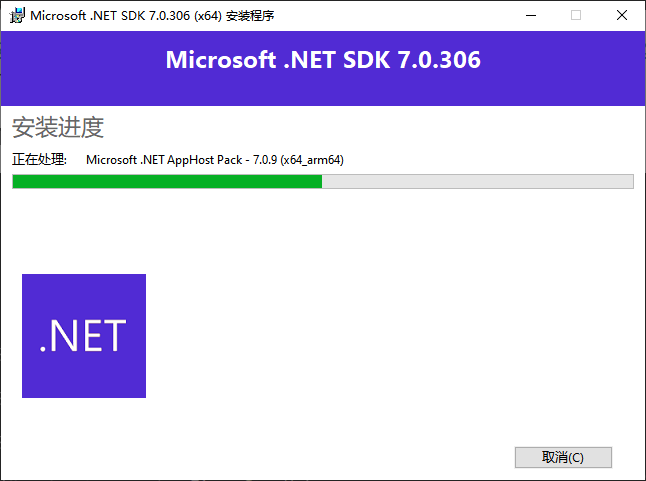 Microsoft .NET SDK 7.0.306 (x64) 安装程序
Microsoft .NET SDK 7.0.306
安装进度
正在处理: Microsoft .NET AppHost Pack - 7.0.9 (x64_arm64)
.NET
取消(C)